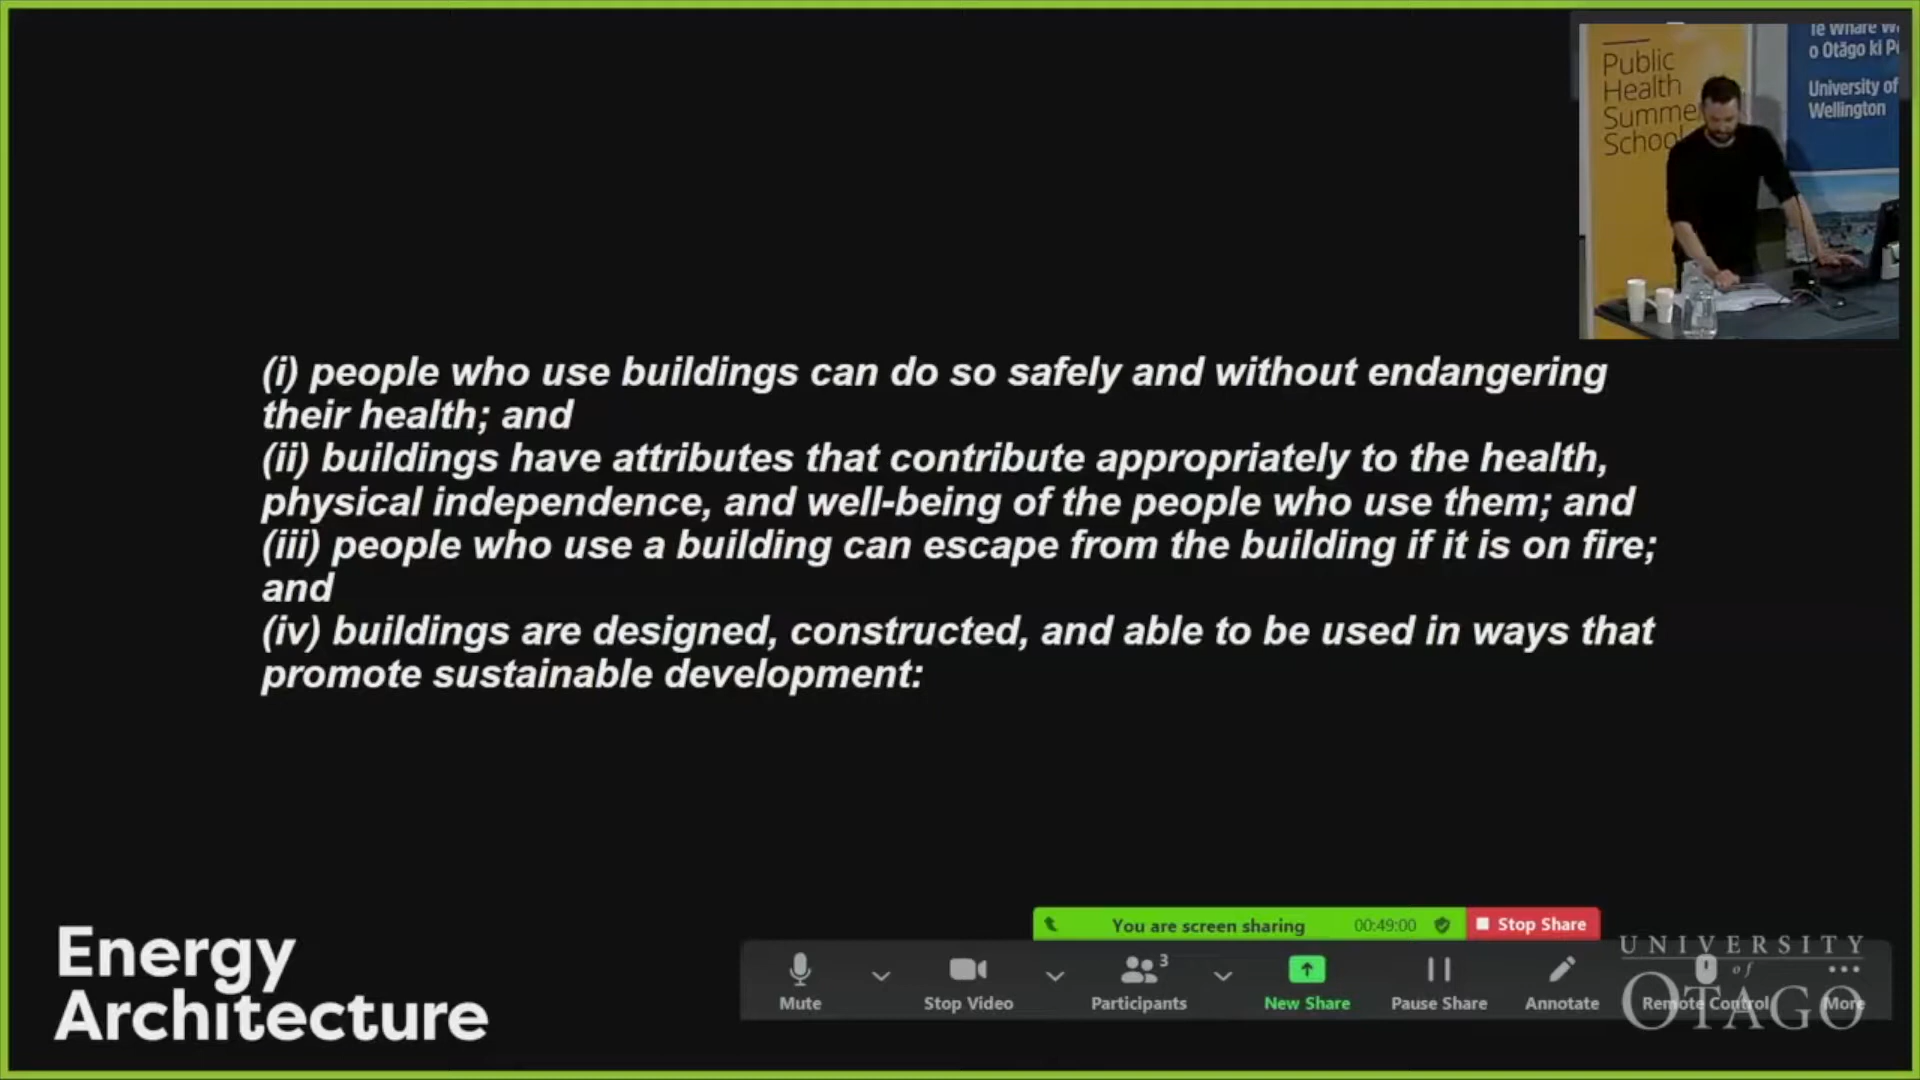 Public
Health
Summe
School
Te Whare W
o Otāgo ki P
University of
Wellington
(i) people who use buildings can do so safely and without endangering
their health; and
(ii) buildings have attributes that contribute appropriately to the health,
physical independence, and well-being of the people who use them; and
(iii) people who use a building can escape from the building if it is on fire;
and
(iv) buildings are designed, constructed, and able to be used in ways that
promote sustainable development:
Energy
Architecture
You are screen sharing 00:49:00 Stop Share
Mute Stop Video Participants 3 New Share Pause Share Annotate Remote Control More
UNIVERSITY
of
OTAGO